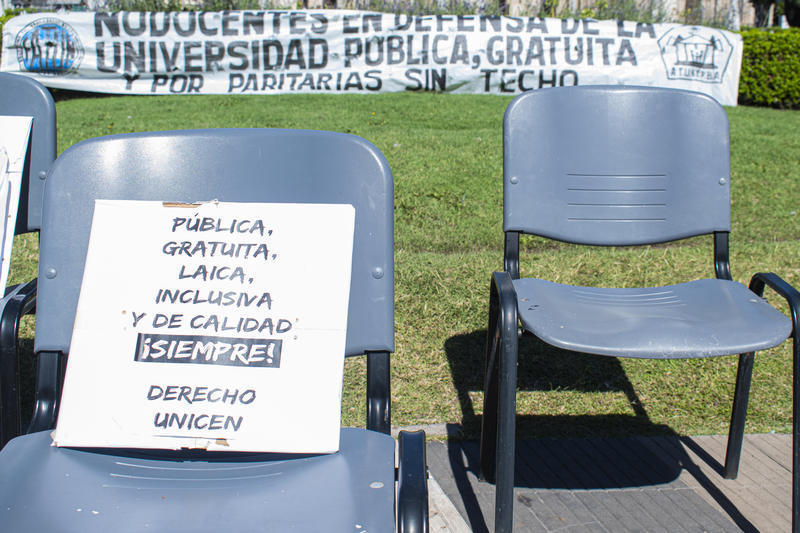 NODOCENTES EN DEFENSA DE LA
UNIVERSIDAD PÚBLICA, GRATUITA
Y POR PARITARIAS SIN TECHO
PÚBLICA,
GRATUITA,
LAICA,
INCLUSIVA
Y DE CALIDAD
¡SIEMPRE!
DERECHO
UNICEN